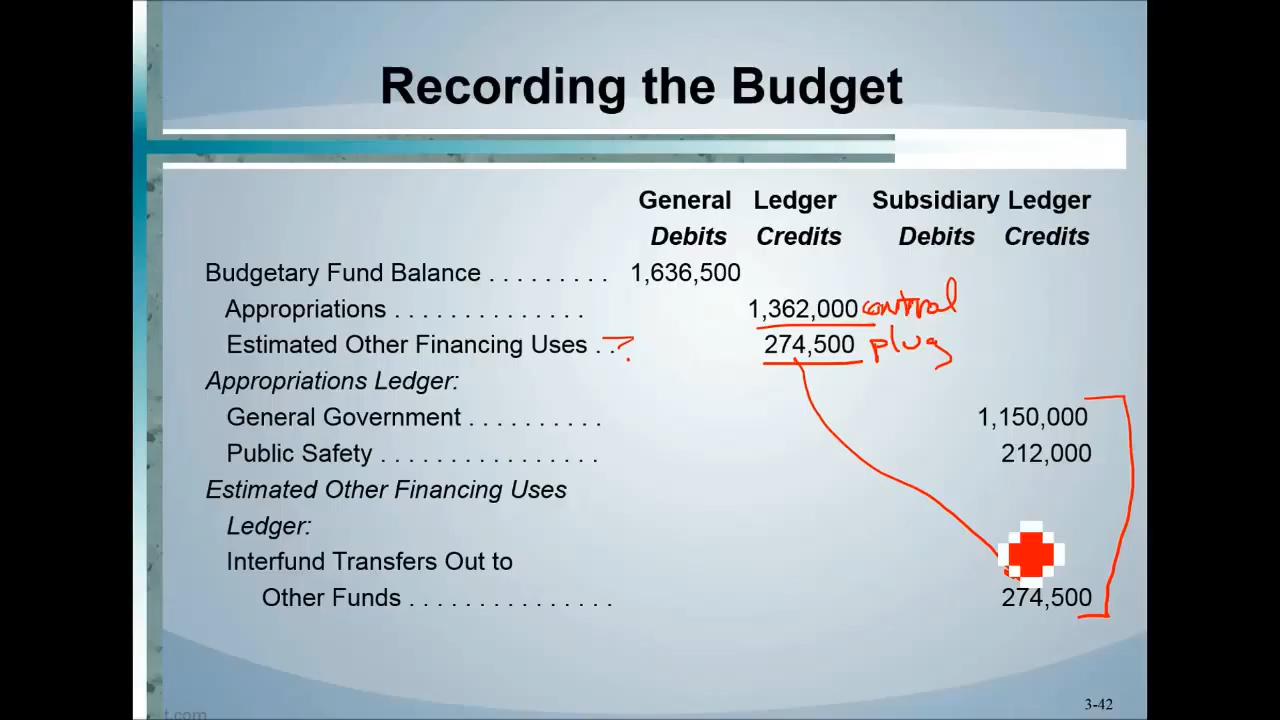 Recording the Budget
General Ledger Subsidiary Ledger
Debits Credits Debits Credits
Budgetary Fund Balance . . . . . . . . . 1,636,500
Appropriations . . . . . . . . . . . . . . 1,362,000 control
Estimated Other Financing Uses . . ? 274,500 plug
Appropriations Ledger:
General Government . . . . . . . . . . 1,150,000
Public Safety . . . . . . . . . . . . . . . . 212,000
Estimated Other Financing Uses
Ledger:
Interfund Transfers Out to
Other Funds . . . . . . . . . . . . . . . 274,500
3-42
t.com